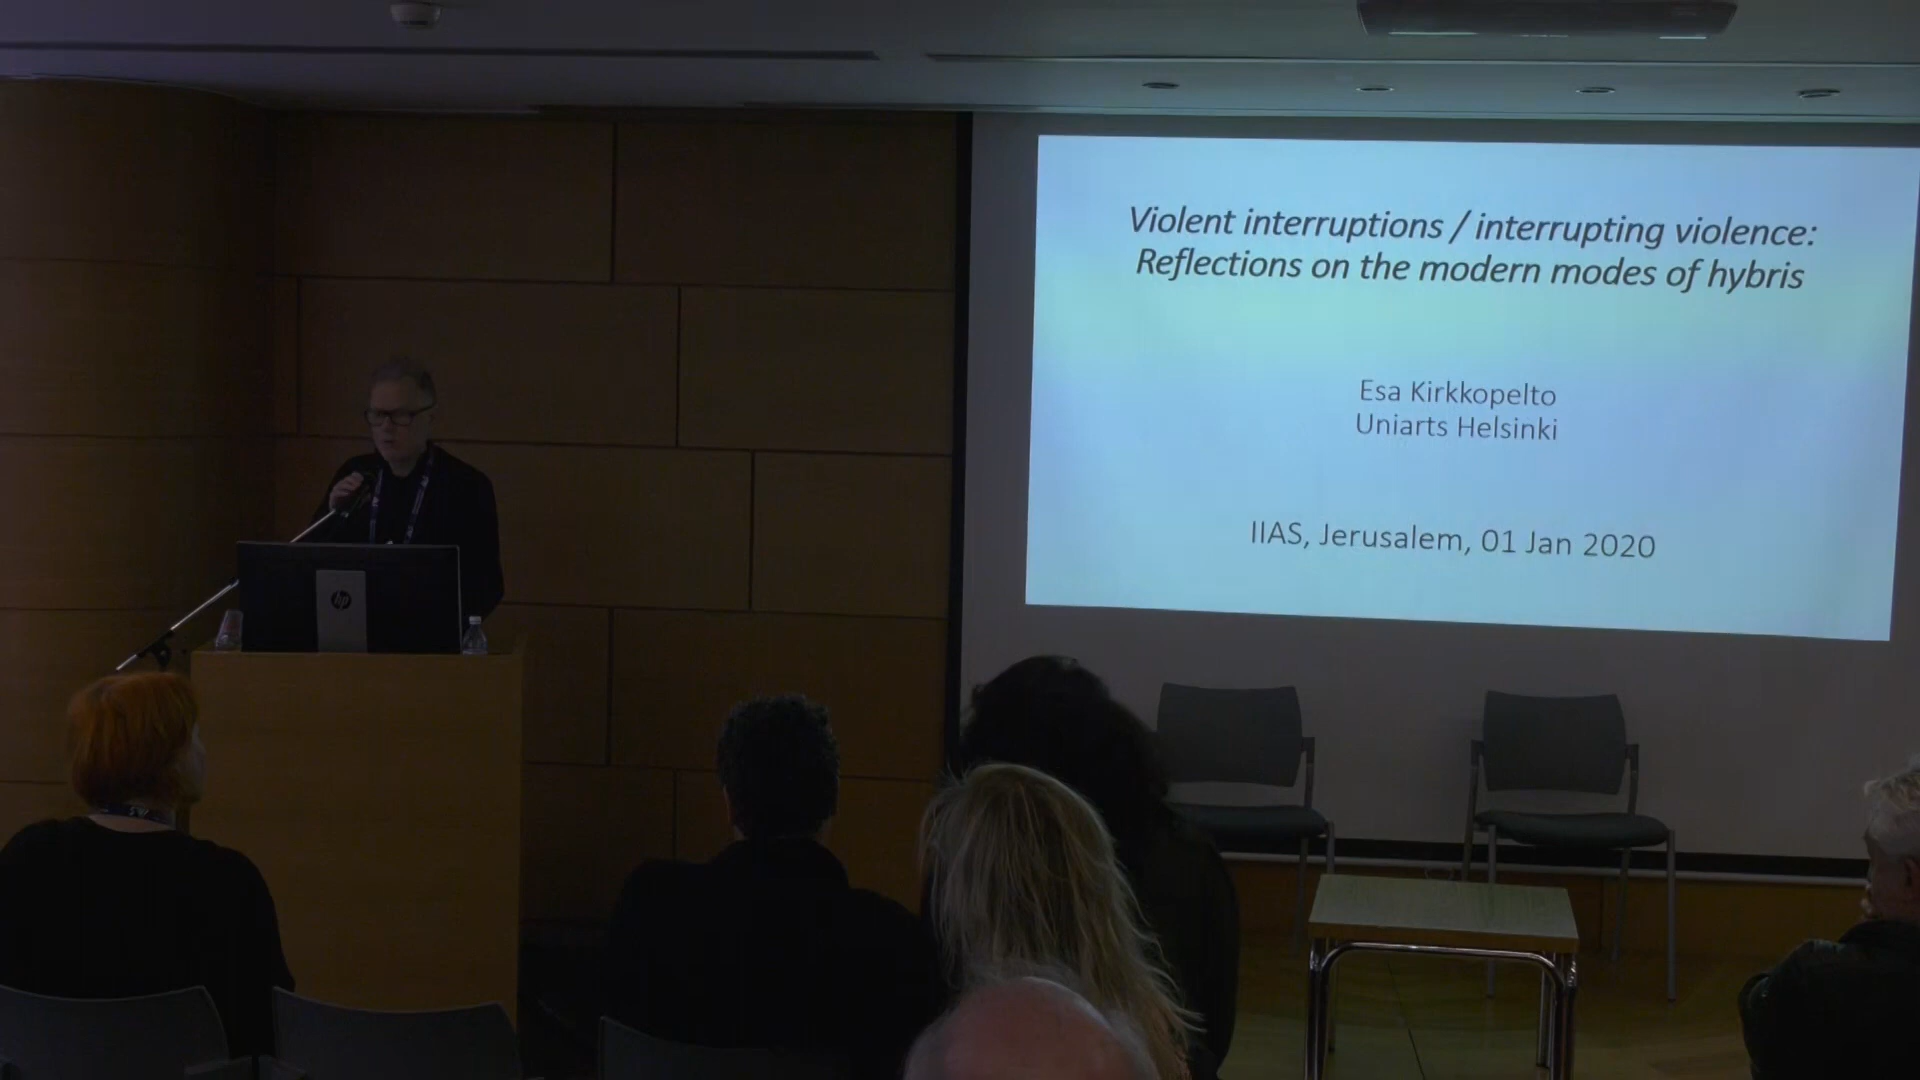 Violent interruptions / interrupting violence:
Reflections on the modern modes of hybris
Esa Kirkkopelto
Uniarts Helsinki
IIAS, Jerusalem, 01 Jan 2020
hp